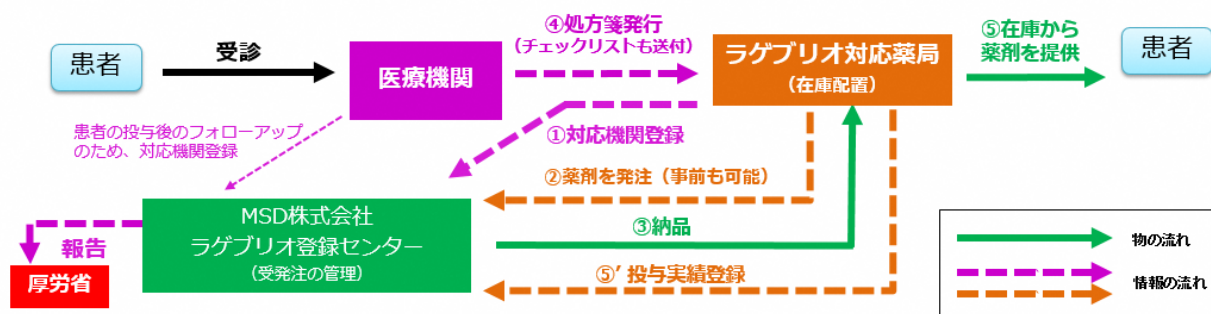 患者
受診
医療機関
④処方箋発行
（チェックリストも送付）
ラゲブリオ対応薬局
（在庫配置）
⑤在庫から
薬剤を提供
患者
患者の投与後のフォローアップ
のため、対応機関登録
①対応機関登録
②薬剤を発注（事前も可能）
MSD株式会社
ラゲブリオ登録センター
（受発注の管理）
③納品
⑤’投与実績登録
報告
厚労省
物の流れ
情報の流れ